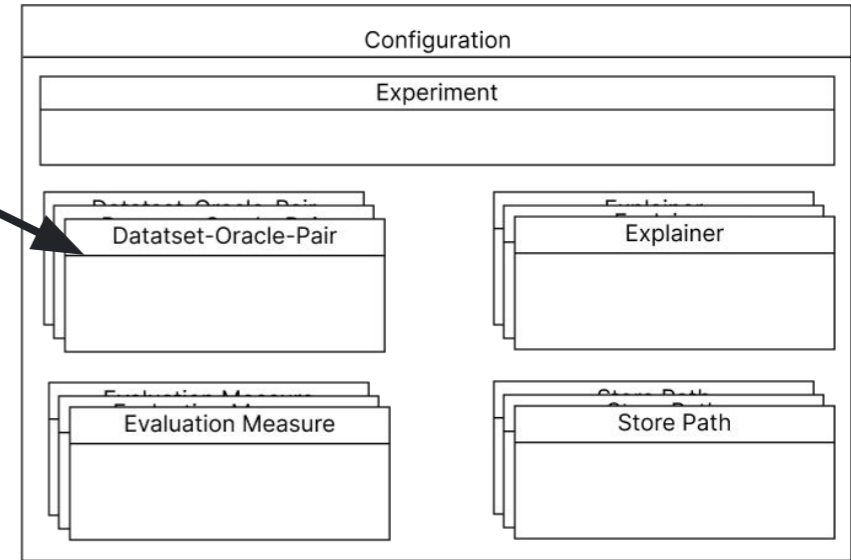 Configuration
Experiment
Datatset-Oracle-Pair
Explainer
Evaluation Measure
Store Path